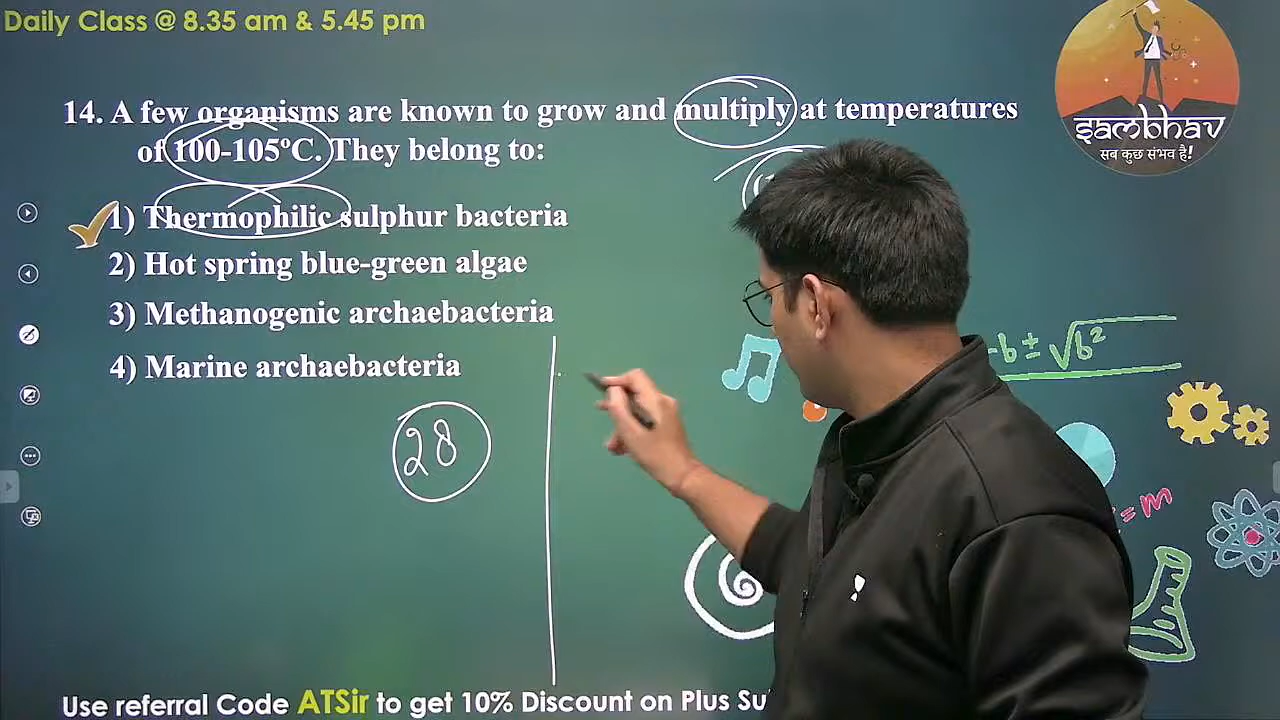 Daily Class @ 8.35 am & 5.45 pm
14. A few organisms are known to grow and multiply at temperatures
of 100-105ºC. They belong to:
1) Thermophilic sulphur bacteria
2) Hot spring blue-green algae
3) Methanogenic archaebacteria
4) Marine archaebacteria
28
sambhav
सब कुछ संभव है!
-b ± √b²
= m
Use referral Code ATSir to get 10% Discount on Plus Su